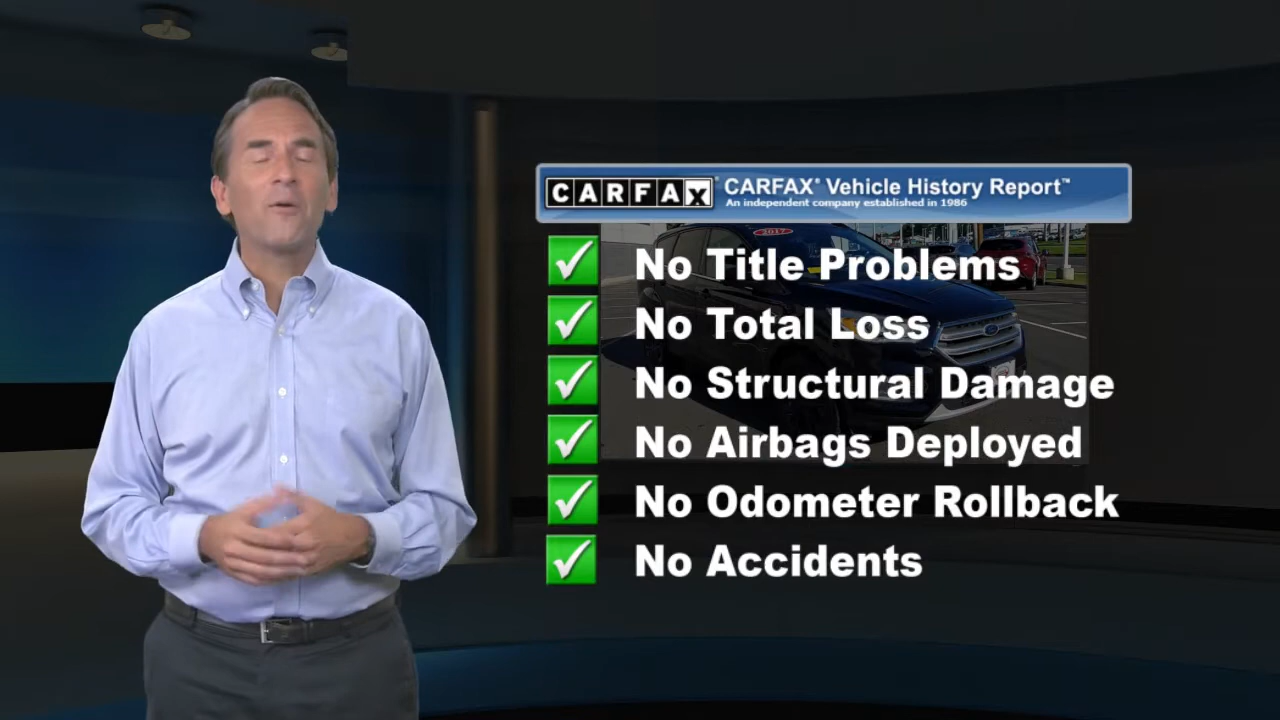 CARFAX® CARFAX® Vehicle History Report™
An independent company established in 1986
2017
No Title Problems
No Total Loss
No Structural Damage
No Airbags Deployed
No Odometer Rollback
No Accidents